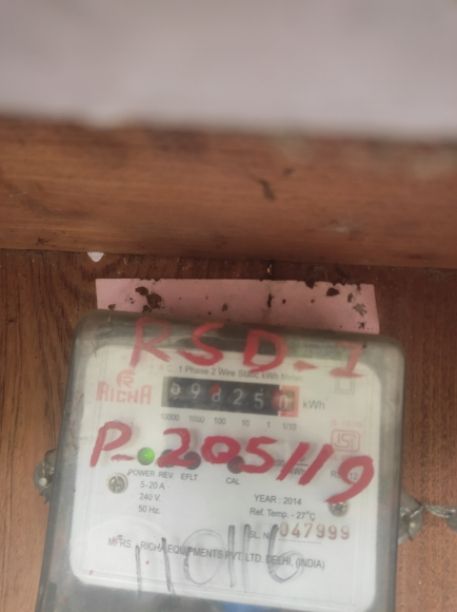 RSD-1
A.C. 1 Phase 2 Wire Static kWh Meter
RICHA
kWh
10000 1000 100 10 1 1/10
P-205119
POWER REV. EFLT CAL
5-20 A
240 V.
50 Hz.
YEAR : 2014
Ref. Temp. - 27°C
SL. No. 047999
MFRS. : RICHA EQUIPMENTS PVT. LTD. DELHI, (INDIA)